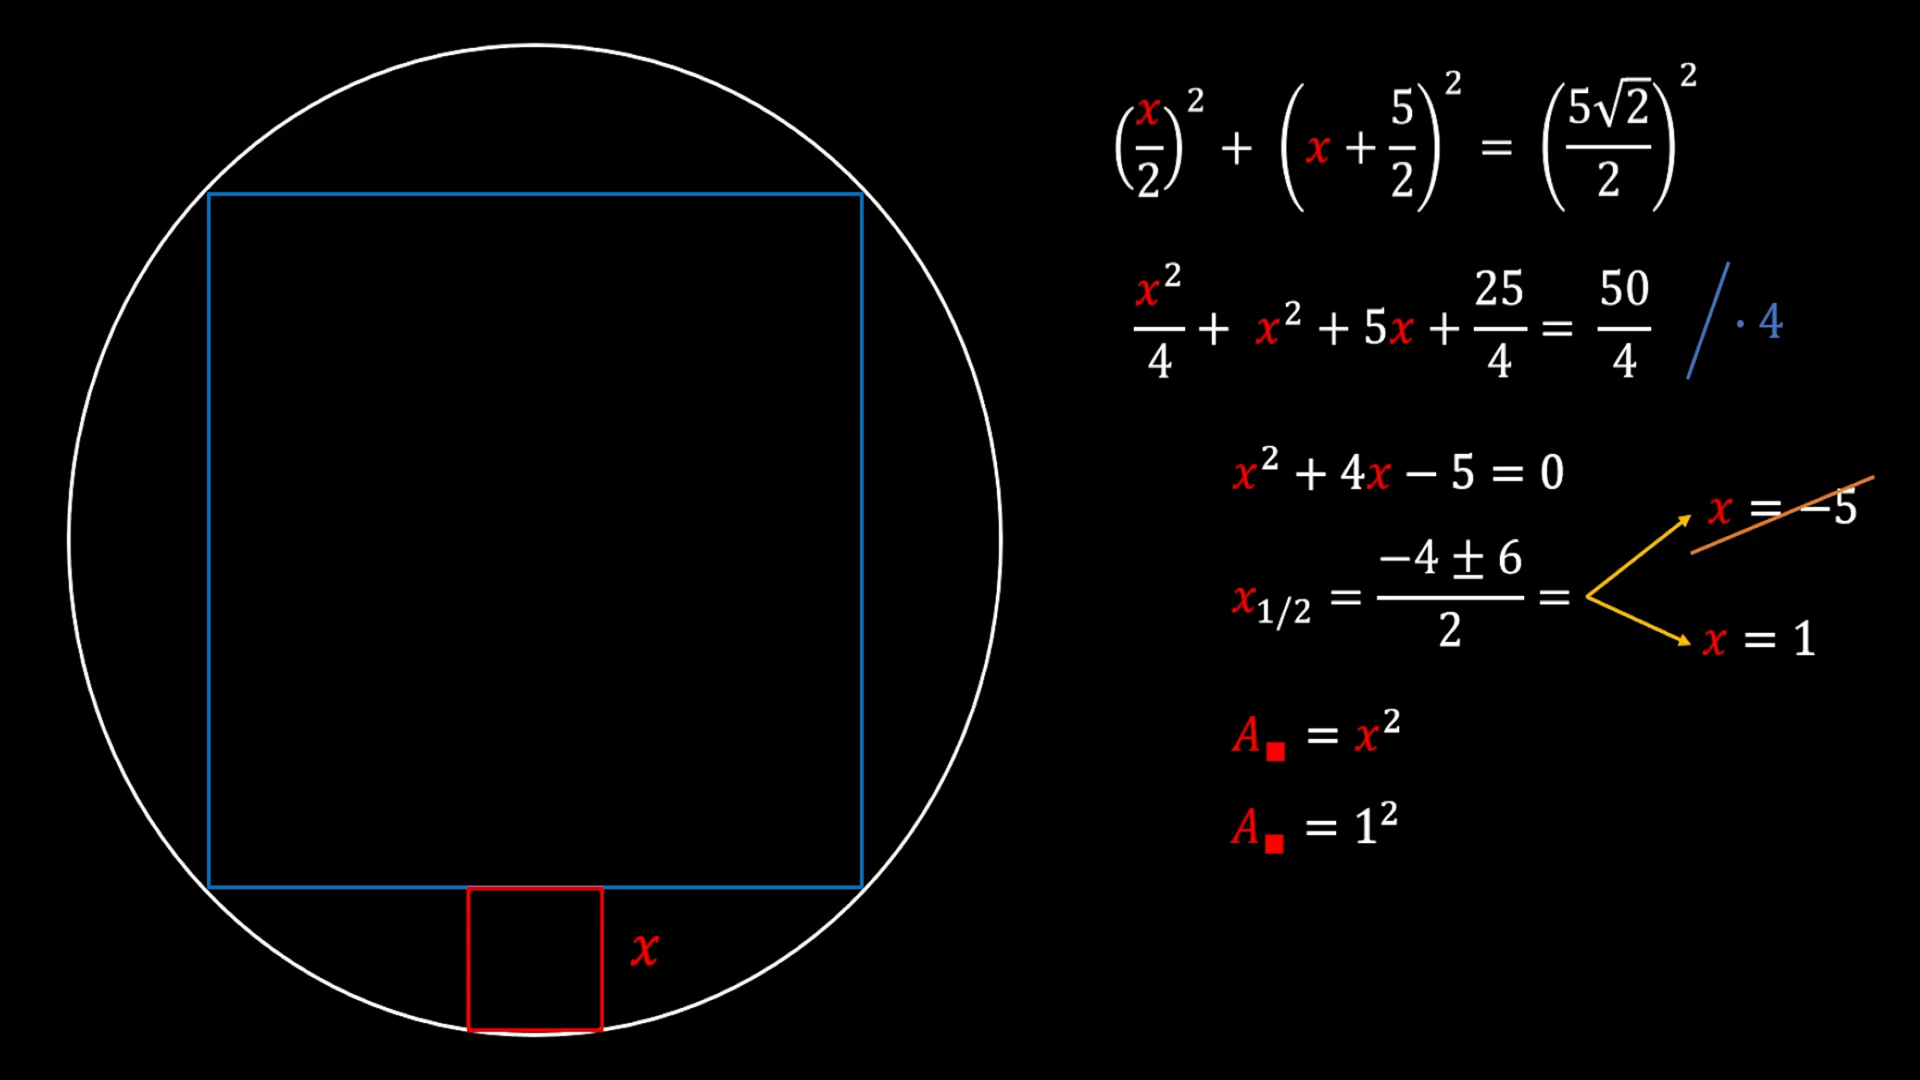 (x/2)² + (x + 5/2)² = (5√2/2)²
x²/4 + x² + 5x + 25/4 = 50/4 / · 4
x² + 4x − 5 = 0
x = −5
x₁/₂ = (−4 ± 6)/2 =
x = 1
A■ = x²
A■ = 1²
x